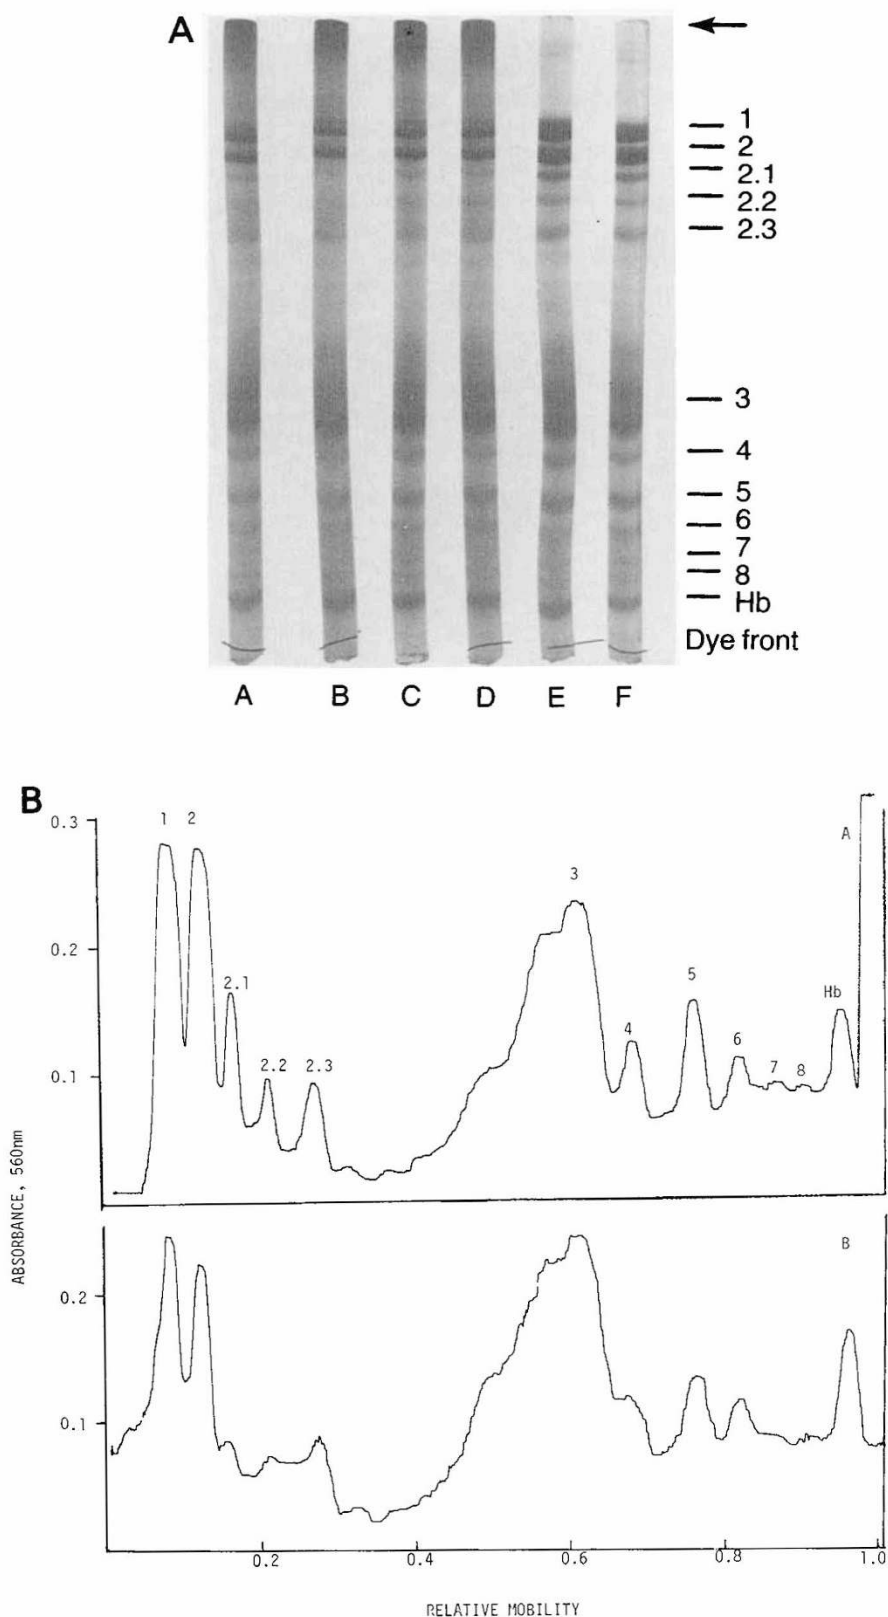 A
1
2
2.1
2.2
2.3
3
4
5
6
7
8
Hb
Dye front
A B C D E F
B
ABSORBANCE, 560nm
0.3
0.2
0.1
1 2
2.1
2.2 2.3
3
4
5
6
7 8
Hb
A
0.2
0.1
B
0.2 0.4 0.6 0.8 1.0
RELATIVE MOBILITY